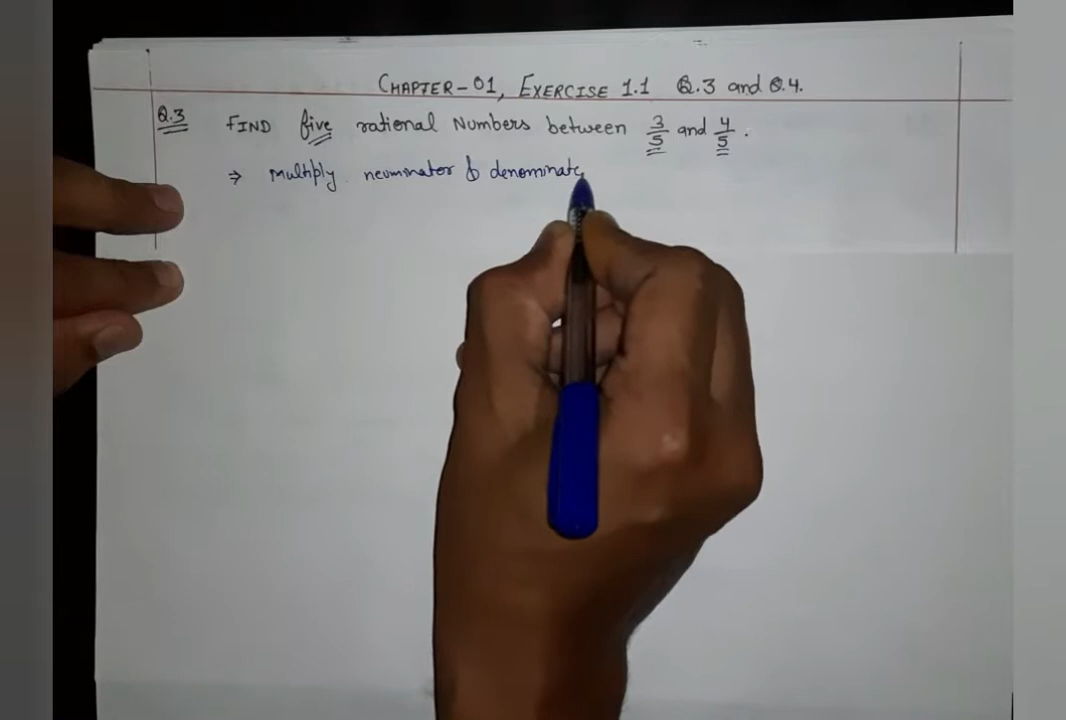 CHAPTER-01, EXERCISE 1.1 Q.3 and Q.4.
Q.3 FIND five rational Numbers between 3/5 and 4/5.
⇒ Multiply neuminator & denominate